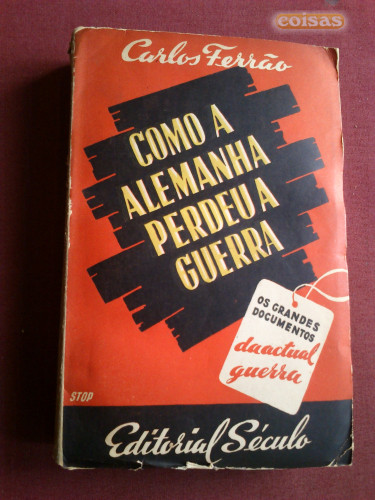 coisas
Carlos Ferrão
COMO A
ALEMANHA
PERDEU A
GUERRA
OS GRANDES
DOCUMENTOS
da actual
guerra
STOP
Editorial Século